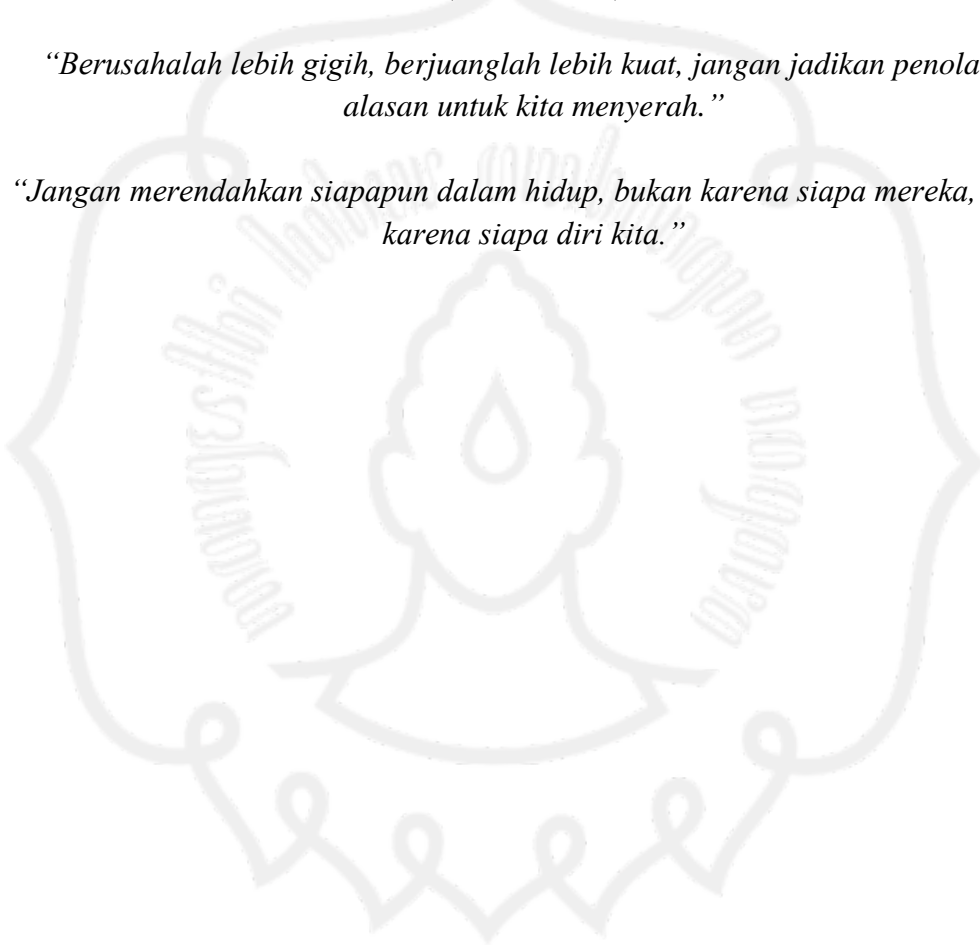 “Berusahalah lebih gigih, berjuanglah lebih kuat, jangan jadikan penola
alasan untuk kita menyerah.”
“Jangan merendahkan siapapun dalam hidup, bukan karena siapa mereka,
karena siapa diri kita.”